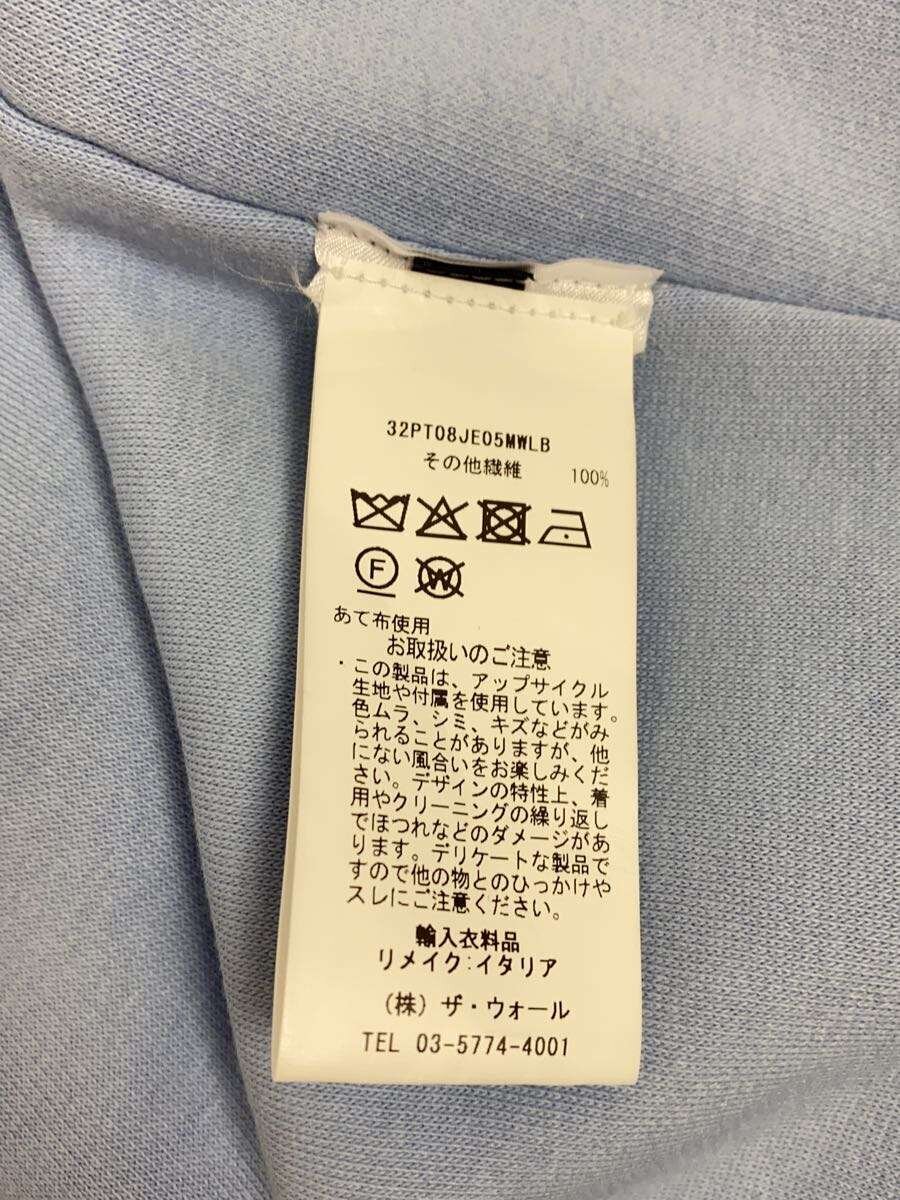 32PT08JE05MWLB
その他繊維 100%
F W
あて布使用
お取扱いのご注意
・この製品は、アップサイクル
生地や付属を使用しています。
色ムラ、シミ、キズなどがみ
られることがありますが、他
にない風合いをお楽しみくだ
さい。デザインの特性上、着
用やクリーニングの繰り返し
でほつれなどのダメージがあ
ります。デリケートな製品で
すので他の物とのひっかけや
スレにご注意ください。
輸入衣料品
リメイク:イタリア
(株) ザ・ウォール
TEL 03-5774-4001